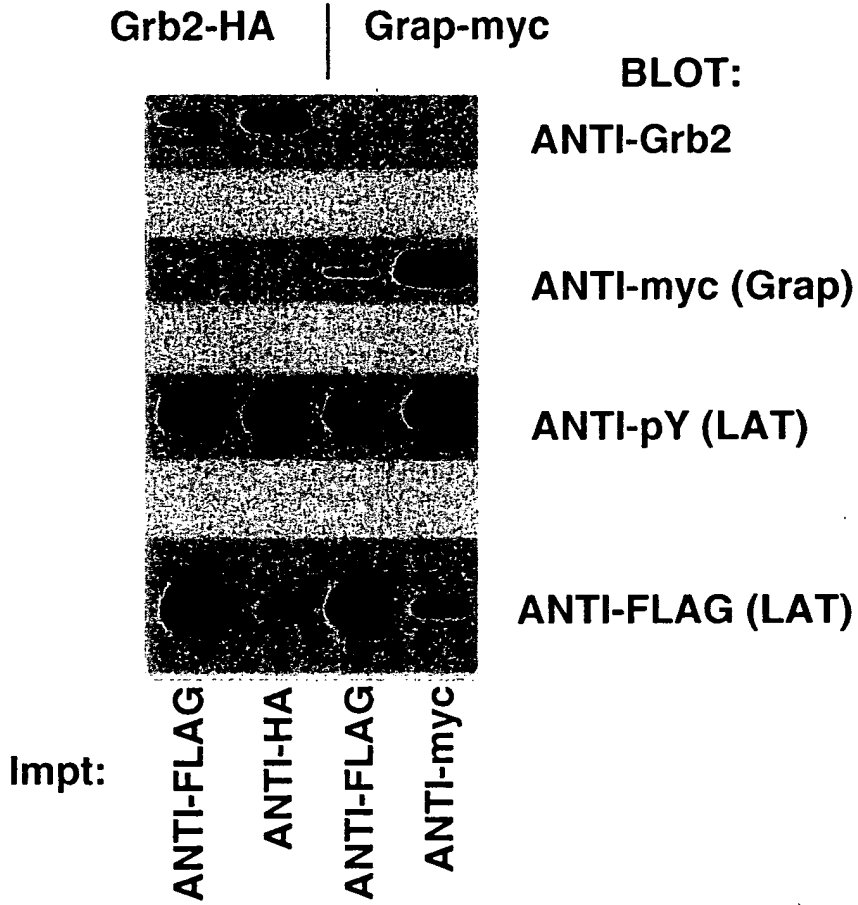 Grb2-HA | Grap-myc
BLOT:
ANTI-Grb2
ANTI-myc (Grap)
ANTI-pY (LAT)
ANTI-FLAG (LAT)
Impt:
ANTI-FLAG
ANTI-HA
ANTI-FLAG
ANTI-myc